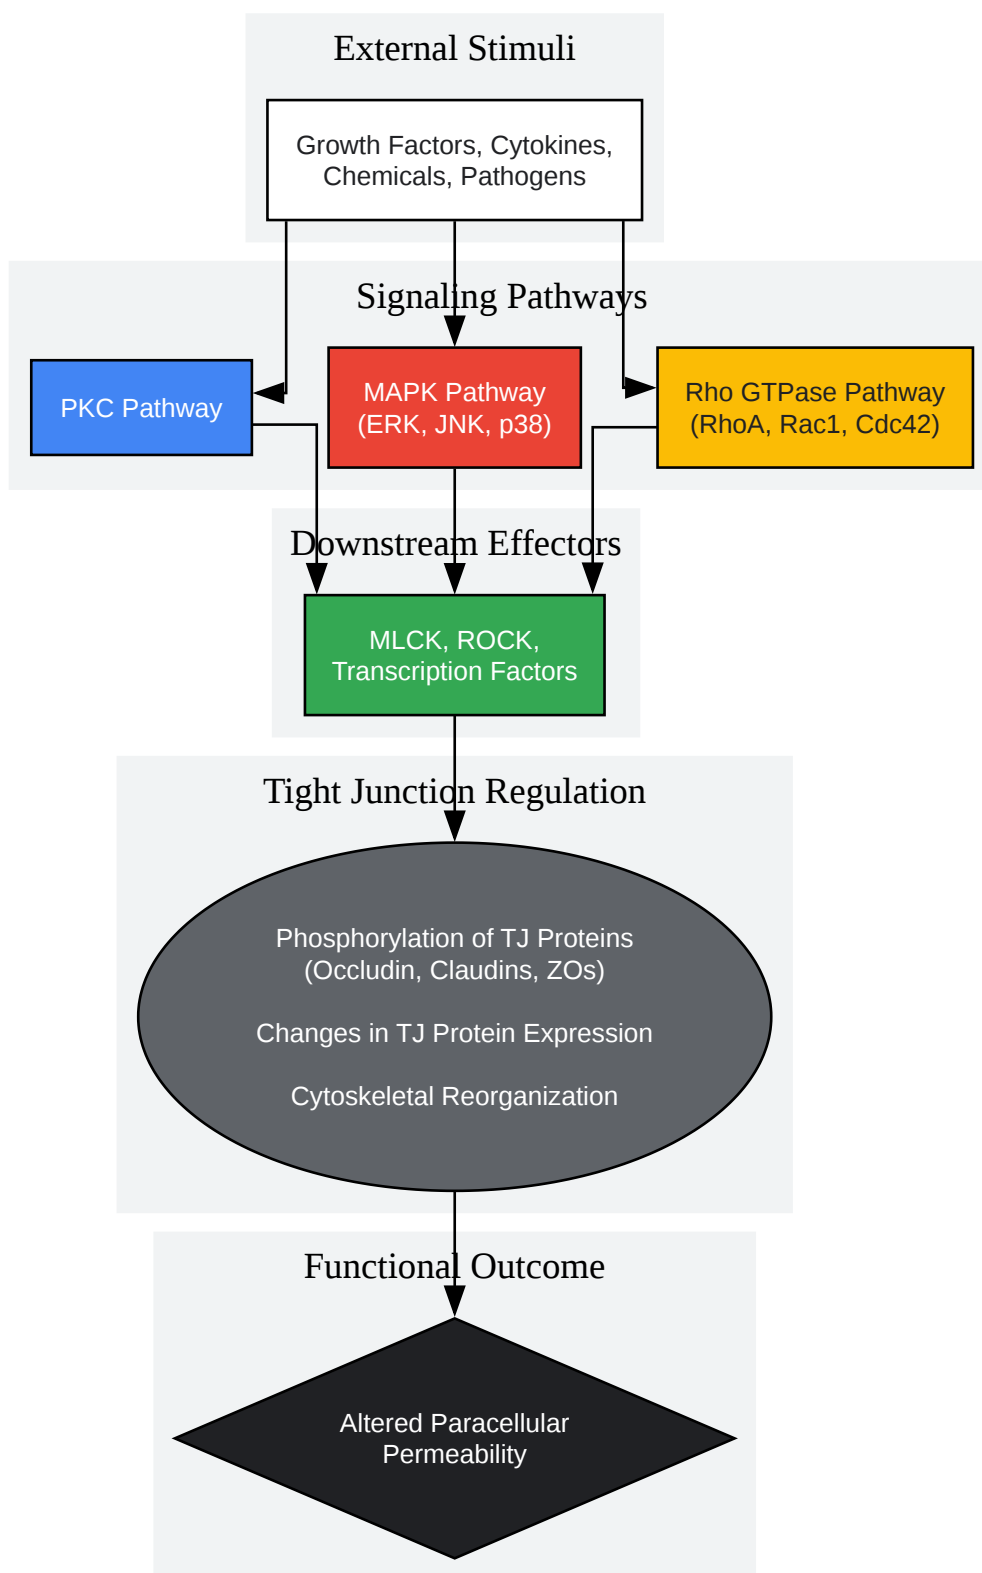 External Stimuli
Growth Factors, Cytokines,
Chemicals, Pathogens
Signaling Pathways
PKC Pathway
MAPK Pathway
(ERK, JNK, p38)
Rho GTPase Pathway
(RhoA, Rac1, Cdc42)
Downstream Effectors
MLCK, ROCK,
Transcription Factors
Tight Junction Regulation
Phosphorylation of TJ Proteins
(Occludin, Claudins, ZOs)
Changes in TJ Protein Expression
Cytoskeletal Reorganization
Functional Outcome
Altered Paracellular
Permeability